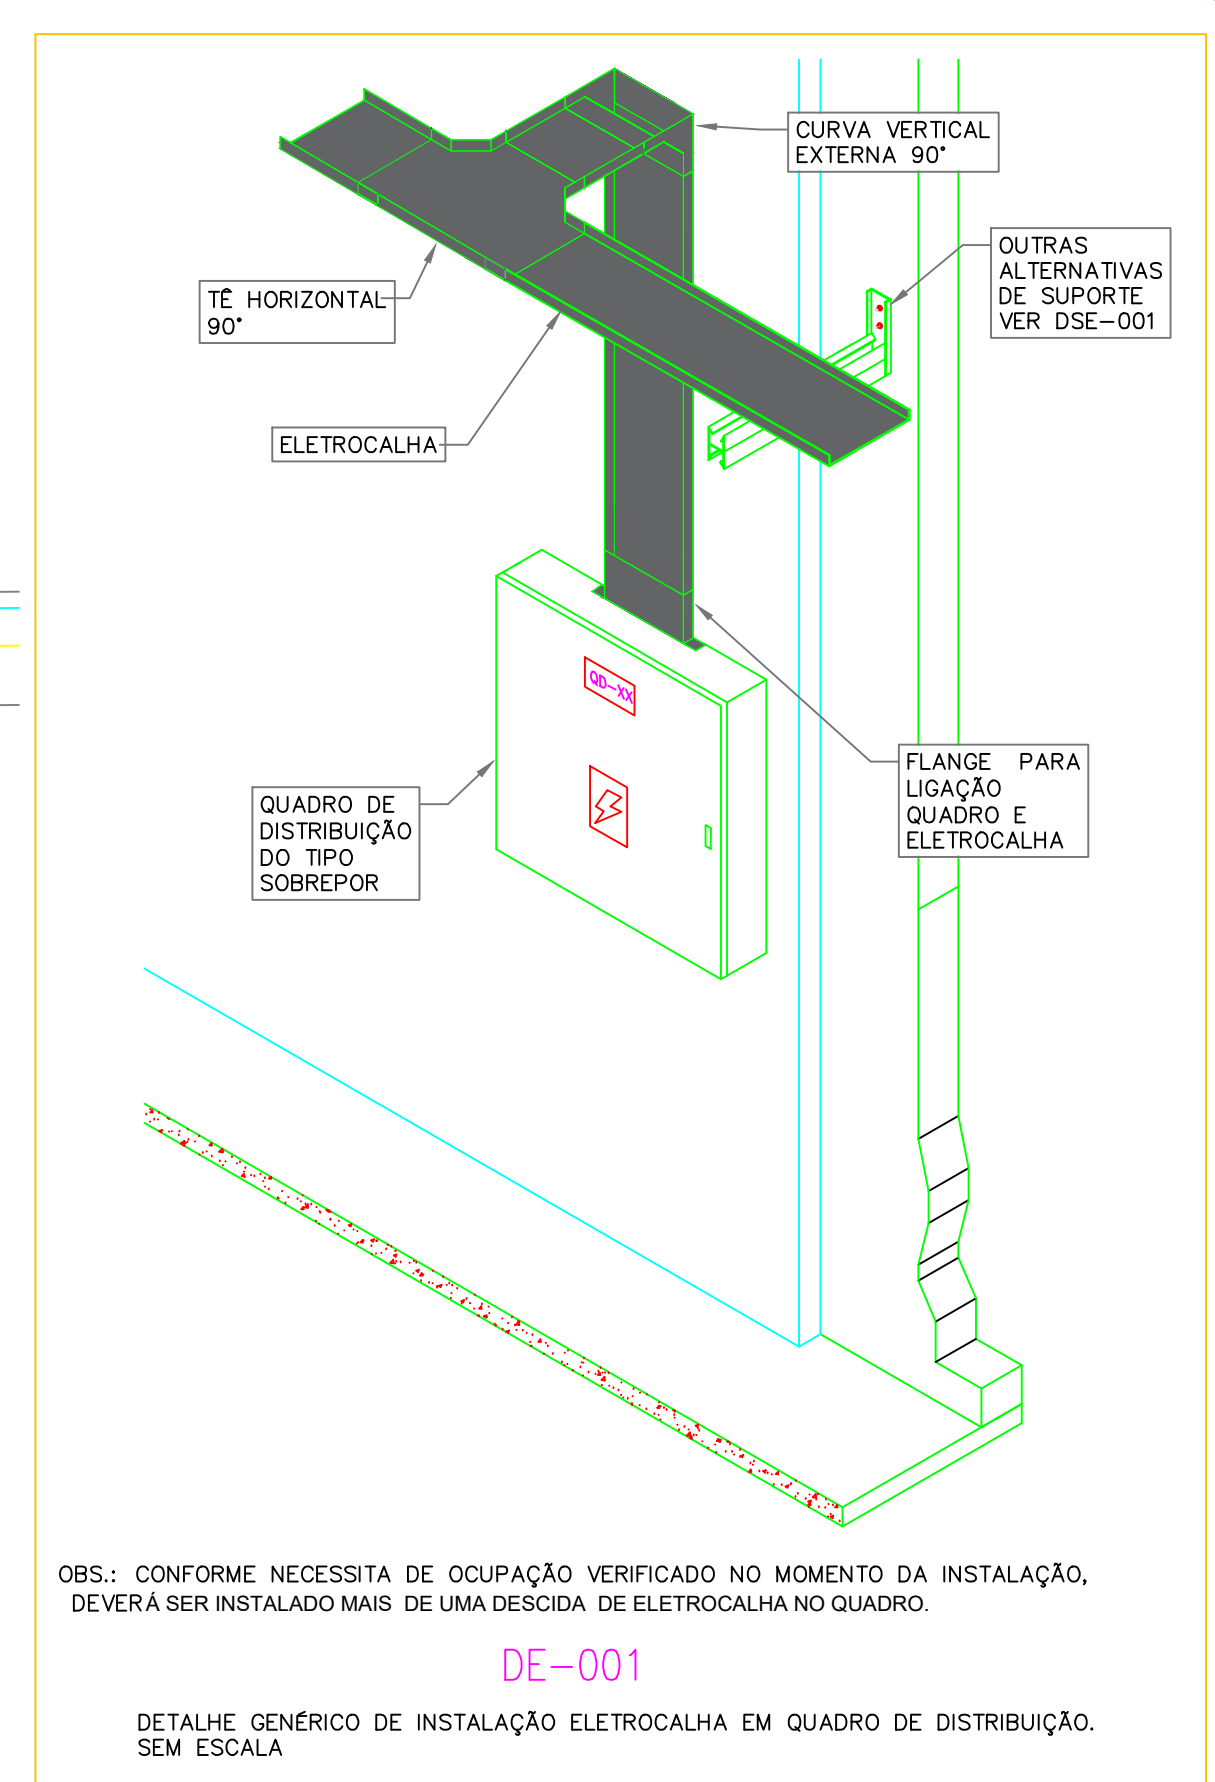 CURVA VERTICAL
EXTERNA 90°
OUTRAS
ALTERNATIVAS
DE SUPORTE
VER DSE-001
TÊ HORIZONTAL
90°
ELETROCALHA
QD-XX
FLANGE PARA
LIGAÇÃO
QUADRO E
ELETROCALHA
QUADRO DE
DISTRIBUIÇÃO
DO TIPO
SOBREPOR
OBS.: CONFORME NECESSITA DE OCUPAÇÃO VERIFICADO NO MOMENTO DA INSTALAÇÃO,
DEVERÁ SER INSTALADO MAIS DE UMA DESCIDA DE ELETROCALHA NO QUADRO.
DE-001
DETALHE GENÉRICO DE INSTALAÇÃO ELETROCALHA EM QUADRO DE DISTRIBUIÇÃO.
SEM ESCALA